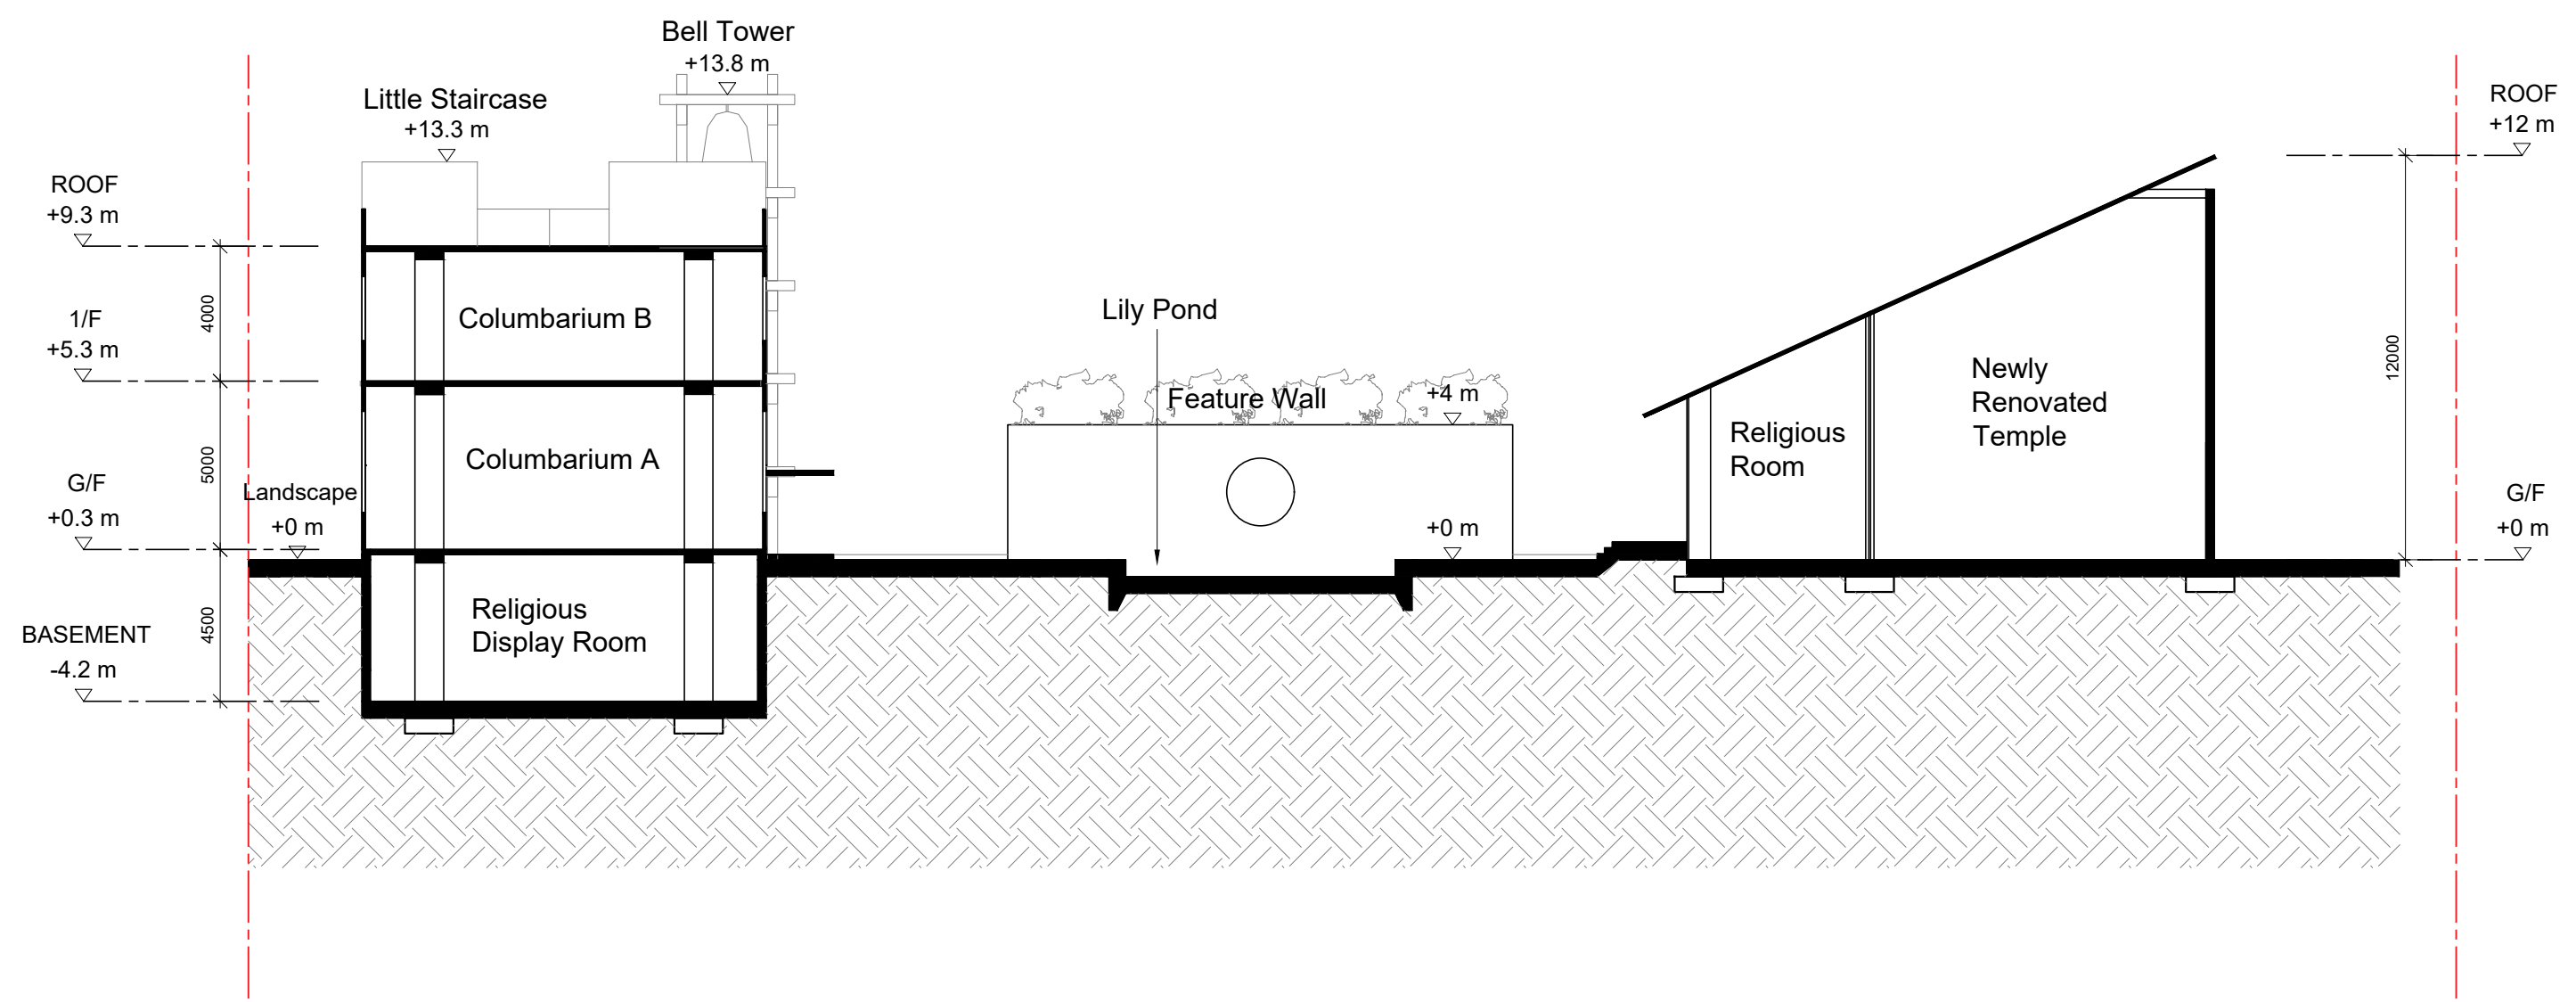 Bell Tower
+13.8 m
Little Staircase
+13.3 m
ROOF
+12 m
ROOF
+9.3 m
4000
Columbarium B
1/F
+5.3 m
Lily Pond
12000
Newly
Renovated
Temple
Feature Wall
+4 m
Religious
Room
Columbarium A
5000
G/F
+0.3 m
Landscape
+0 m
+0 m
G/F
+0 m
Religious
Display Room
4500
BASEMENT
-4.2 m